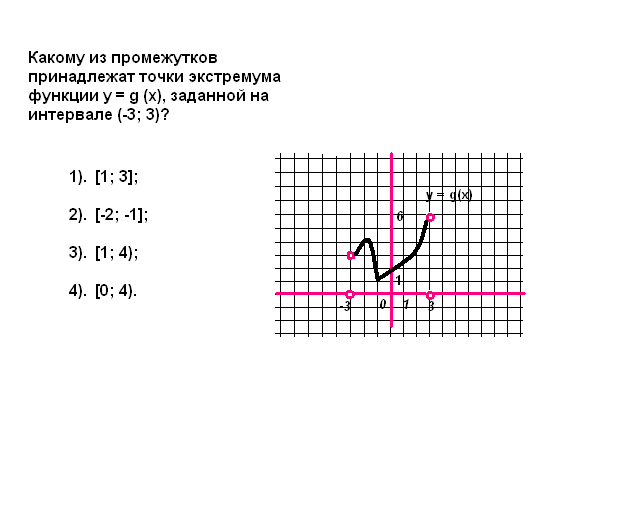 Какому из промежутков
принадлежат точки экстремума
функции y = g (x), заданной на
интервале (-3; 3)?
1). [1; 3];
2). [-2; -1];
3). [1; 4);
4). [0; 4).
y = g(x)
6
1
-3 0 1 3